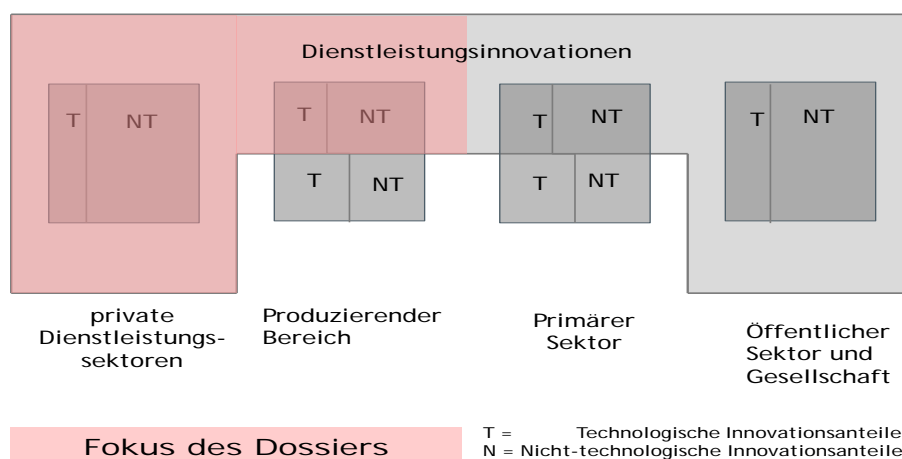 Dienstleistungsinnovationen
T NT
T NT
T NT
T NT
T NT
T NT
private
Dienstleistungs-
sektoren
Produzierender
Bereich
Primärer
Sektor
Öffentlicher
Sektor und
Gesellschaft
Fokus des Dossiers
T = Technologische Innovationsanteile
N = Nicht-technologische Innovationsanteile